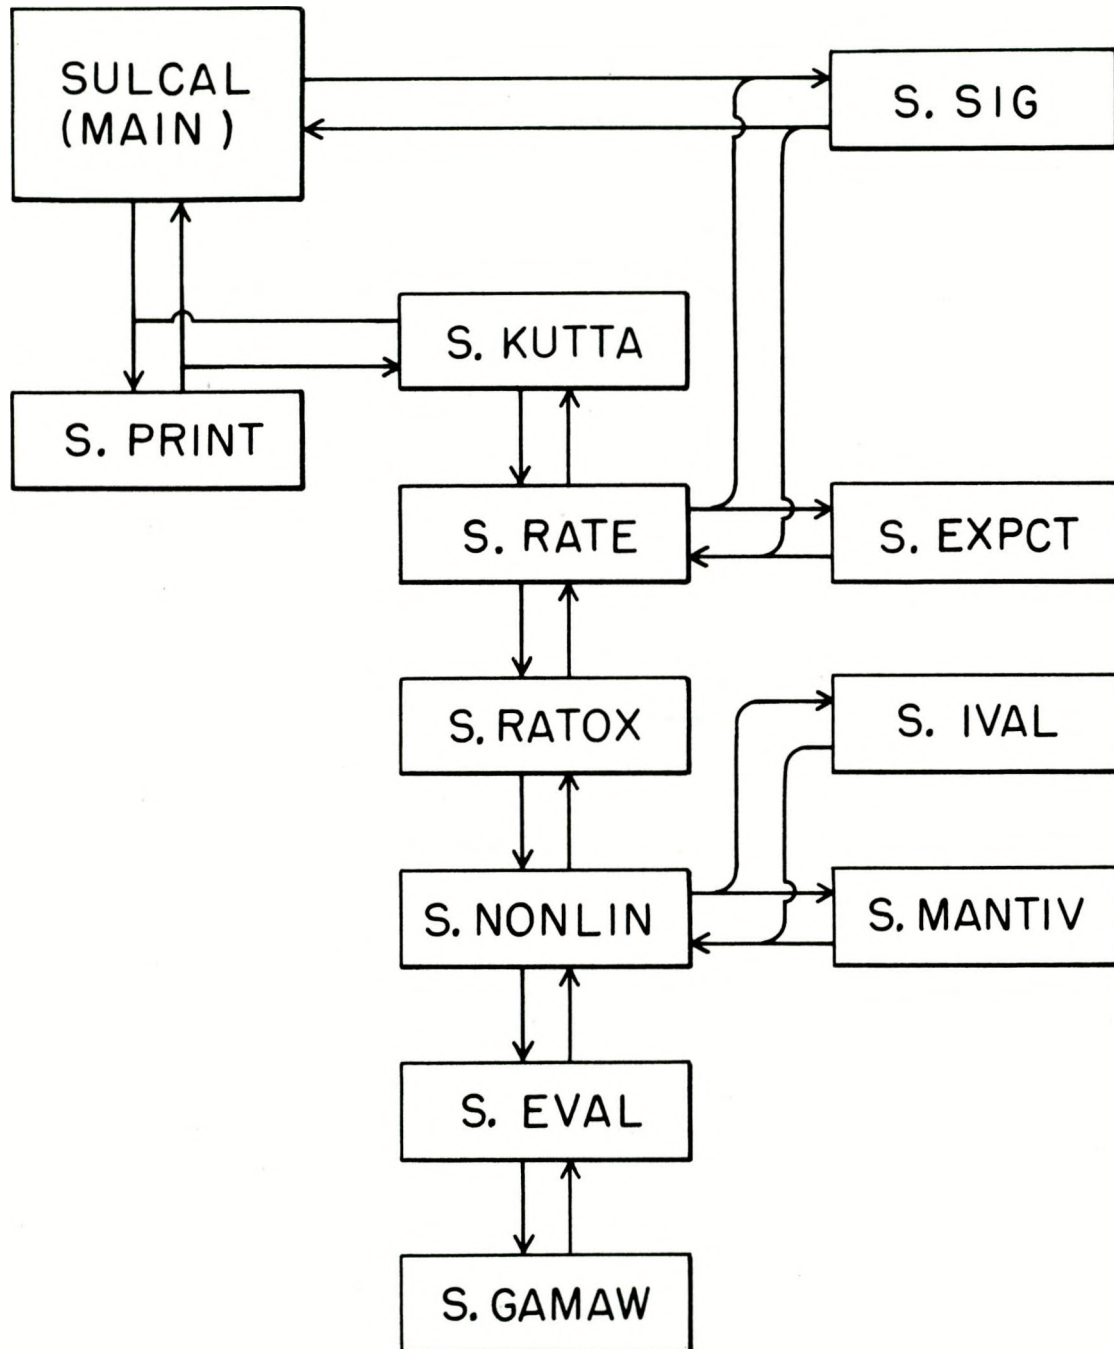 SULCAL
(MAIN)
S. SIG
S. KUTTA
S. PRINT
S. RATE
S. EXPCT
S. RATOX
S. IVAL
S. NONLIN
S. MANTIV
S. EVAL
S. GAMAW